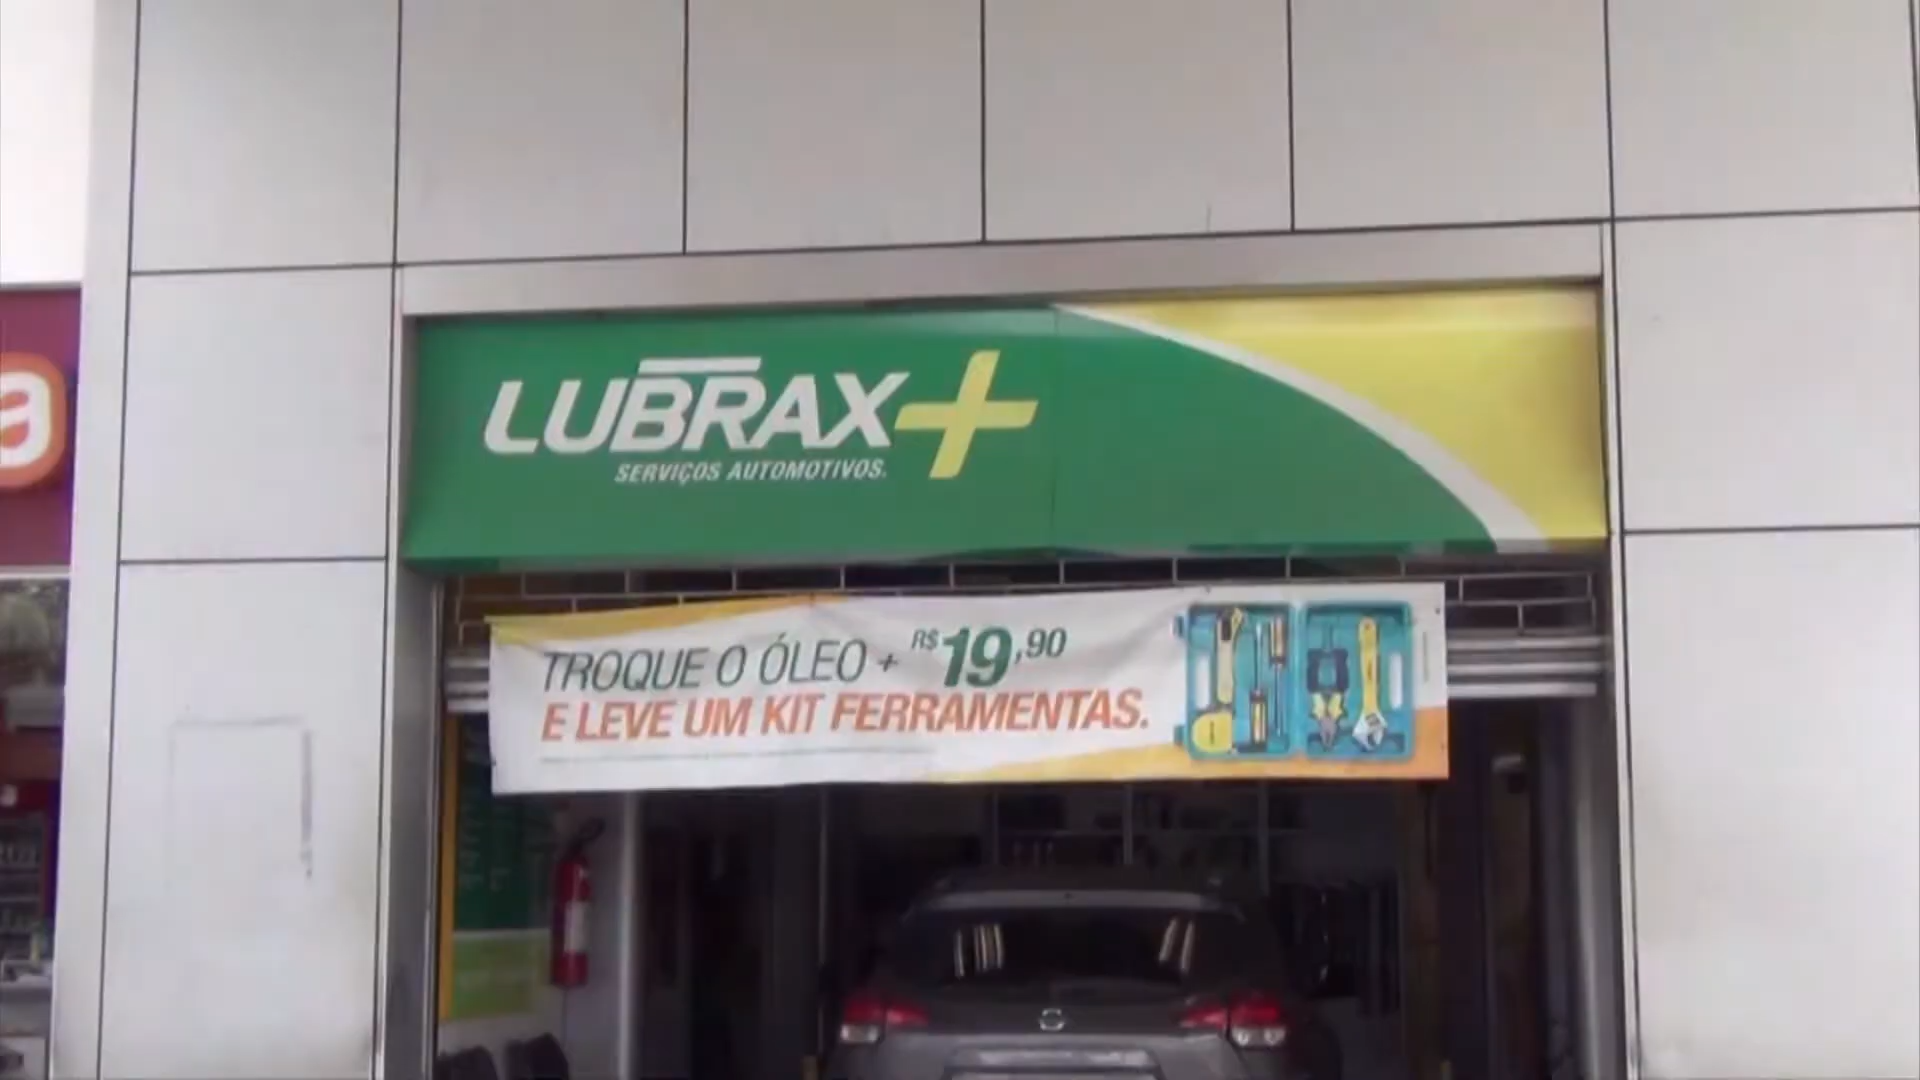 LUBRAX+
SERVIÇOS AUTOMOTIVOS.
TROQUE O ÓLEO + R$19,90
E LEVE UM KIT FERRAMENTAS.
a